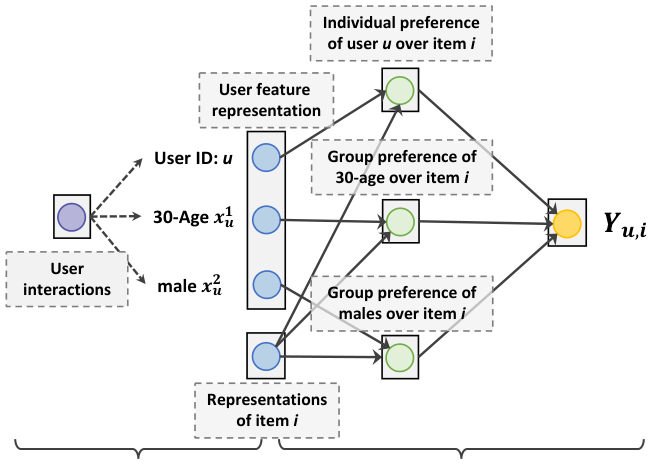 Individual preference
of user u over item i
User feature
representation
User ID: u
Group preference of
30-age over item i
30-Age x_u^1
Y_{u,i}
User
interactions
male x_u^2
Group preference of
males over item i
Representations
of item i